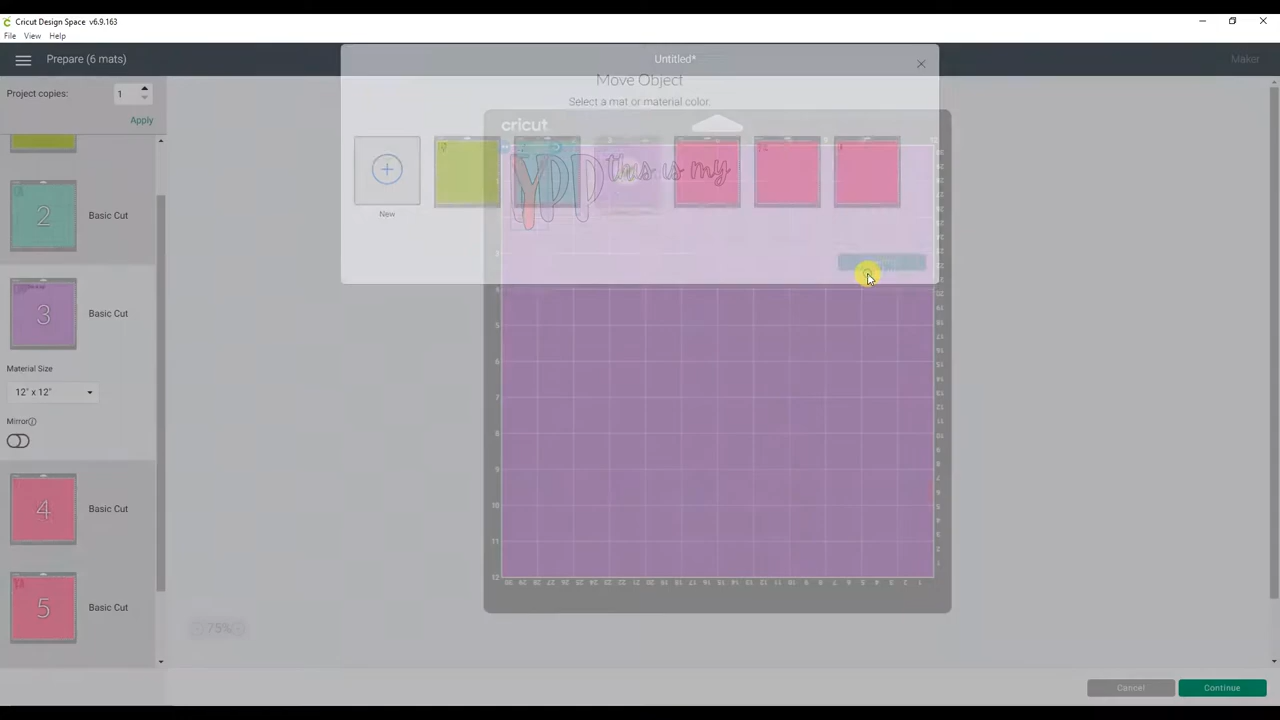 Cricut Design Space v6.9.163
File View Help
Prepare (6 mats)
Untitled*
Maker
Project copies: 1
Apply
Move Object
Select a mat or material color.
New
cricut
YPP this is my
2 Basic Cut
3 Basic Cut
Material Size
12" x 12"
Mirror
4 Basic Cut
5 Basic Cut
75%
Cancel
Continue